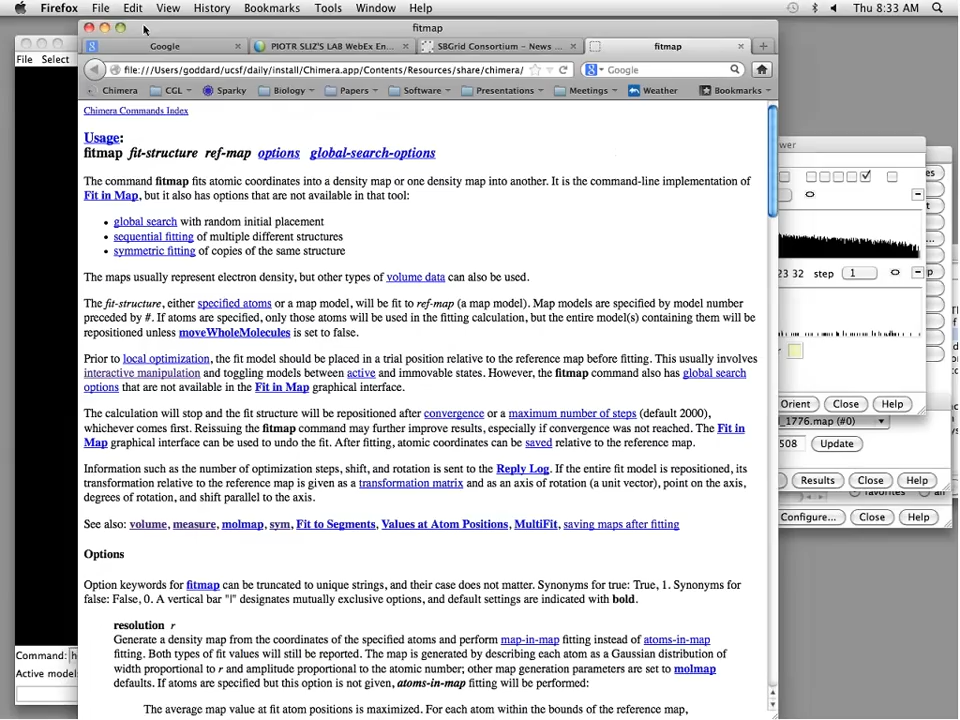 Firefox File Edit View History Bookmarks Tools Window Help Thu 8:33 AM
fitmap
Google PIOTR SLIZ'S LAB WebEx En... SBGrid Consortium – News ... fitmap
file:///Users/goddard/ucsf/daily/install/Chimera.app/Contents/Resources/share/chimera/ Google
Chimera CGL Sparky Biology Papers Software Presentations Meetings Weather Bookmarks
File Select
Chimera Commands Index
Usage:
fitmap fit-structure ref-map options global-search-options
The command fitmap fits atomic coordinates into a density map or one density map into another. It is the command-line implementation of
Fit in Map, but it also has options that are not available in that tool:
• global search with random initial placement
• sequential fitting of multiple different structures
• symmetric fitting of copies of the same structure
The maps usually represent electron density, but other types of volume data can also be used.
The fit-structure, either specified atoms or a map model, will be fit to ref-map (a map model). Map models are specified by model number
preceded by #. If atoms are specified, only those atoms will be used in the fitting calculation, but the entire model(s) containing them will be
repositioned unless moveWholeMolecules is set to false.
Prior to local optimization, the fit model should be placed in a trial position relative to the reference map before fitting. This usually involves
interactive manipulation and toggling models between active and immovable states. However, the fitmap command also has global search
options that are not available in the Fit in Map graphical interface.
The calculation will stop and the fit structure will be repositioned after convergence or a maximum number of steps (default 2000),
whichever comes first. Reissuing the fitmap command may further improve results, especially if convergence was not reached. The Fit in
Map graphical interface can be used to undo the fit. After fitting, atomic coordinates can be saved relative to the reference map.
Information such as the number of optimization steps, shift, and rotation is sent to the Reply Log. If the entire fit model is repositioned, its
transformation relative to the reference map is given as a transformation matrix and as an axis of rotation (a unit vector), point on the axis,
degrees of rotation, and shift parallel to the axis.
See also: volume, measure, molmap, sym, Fit to Segments, Values at Atom Positions, MultiFit, saving maps after fitting
Options
Option keywords for fitmap can be truncated to unique strings, and their case does not matter. Synonyms for true: True, 1. Synonyms for
false: False, 0. A vertical bar "|" designates mutually exclusive options, and default settings are indicated with bold.
resolution r
Generate a density map from the coordinates of the specified atoms and perform map-in-map fitting instead of atoms-in-map
fitting. Both types of fit values will still be reported. The map is generated by describing each atom as a Gaussian distribution of
width proportional to r and amplitude proportional to the atomic number; other map generation parameters are set to molmap
defaults. If atoms are specified but this option is not given, atoms-in-map fitting will be performed:
The average map value at fit atom positions is maximized. For each atom within the bounds of the reference map,
Command:
Active model
wer
23 32 step 1
Orient Close Help
_1776.map (#0)
508 Update
Results Close Help
favorites all
Configure... Close Help